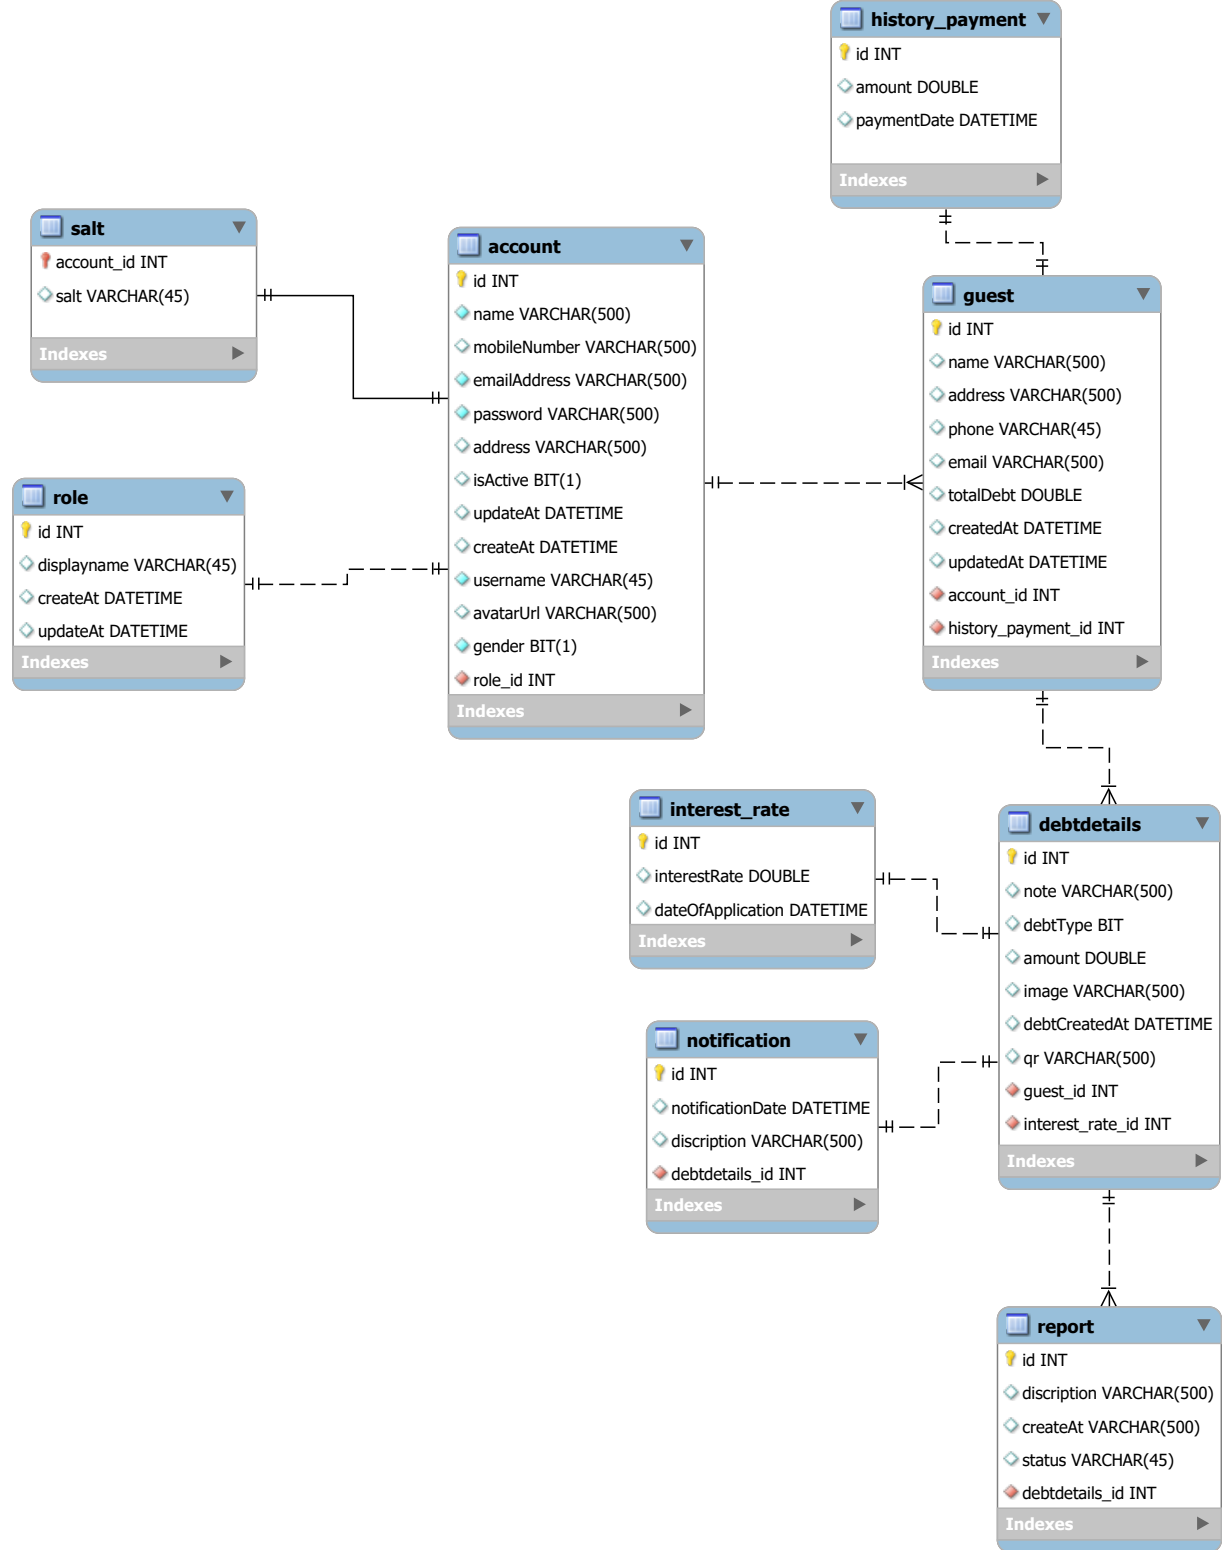 history_payment
id INT
amount DOUBLE
paymentDate DATETIME
Indexes
salt
account_id INT
salt VARCHAR(45)
Indexes
account
id INT
name VARCHAR(500)
mobileNumber VARCHAR(500)
emailAddress VARCHAR(500)
password VARCHAR(500)
address VARCHAR(500)
isActive BIT(1)
updateAt DATETIME
createAt DATETIME
username VARCHAR(45)
avatarUrl VARCHAR(500)
gender BIT(1)
role_id INT
Indexes
guest
id INT
name VARCHAR(500)
address VARCHAR(500)
phone VARCHAR(45)
email VARCHAR(500)
totalDebt DOUBLE
createdAt DATETIME
updatedAt DATETIME
account_id INT
history_payment_id INT
Indexes
role
id INT
displayname VARCHAR(45)
createAt DATETIME
updateAt DATETIME
Indexes
interest_rate
id INT
interestRate DOUBLE
dateOfApplication DATETIME
Indexes
debtdetails
id INT
note VARCHAR(500)
debtType BIT
amount DOUBLE
image VARCHAR(500)
debtCreatedAt DATETIME
qr VARCHAR(500)
guest_id INT
interest_rate_id INT
Indexes
notification
id INT
notificationDate DATETIME
discription VARCHAR(500)
debtdetails_id INT
Indexes
report
id INT
discription VARCHAR(500)
createAt VARCHAR(500)
status VARCHAR(45)
debtdetails_id INT
Indexes